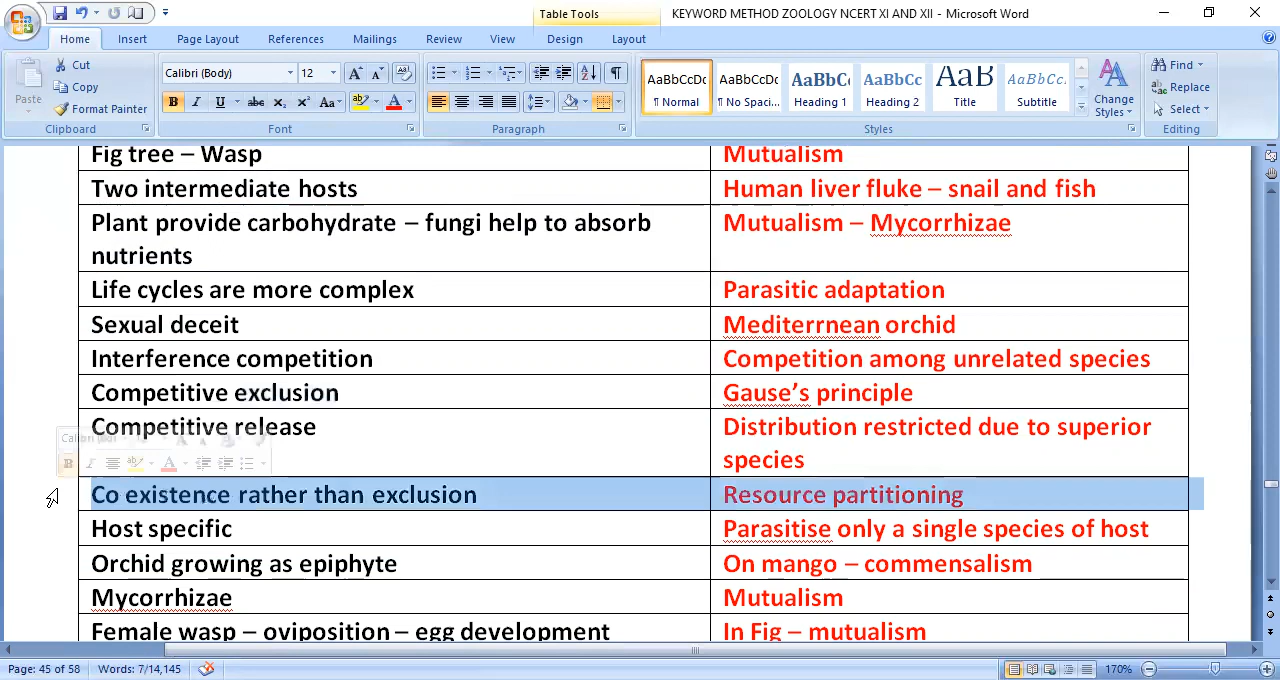 Table Tools
KEYWORD METHOD ZOOLOGY NCERT XI AND XII - Microsoft Word
Home Insert Page Layout References Mailings Review View Design Layout
Paste
Cut
Copy
Format Painter
Clipboard
Calibri (Body) 12
Font
Paragraph
AaBbCcDc AaBbCcDc AaBbC AaBbCc AaB AaBbCc.
¶ Normal ¶ No Spaci... Heading 1 Heading 2 Title Subtitle
Change
Styles
Styles
Find
Replace
Select
Editing
Fig tree – Wasp Mutualism
Two intermediate hosts Human liver fluke – snail and fish
Plant provide carbohydrate – fungi help to absorb Mutualism – Mycorrhizae
nutrients
Life cycles are more complex Parasitic adaptation
Sexual deceit Mediterrnean orchid
Interference competition Competition among unrelated species
Competitive exclusion Gause's principle
Competitive release Distribution restricted due to superior
species
Co existence rather than exclusion Resource partitioning
Host specific Parasitise only a single species of host
Orchid growing as epiphyte On mango – commensalism
Mycorrhizae Mutualism
Female wasp – oviposition – egg development In Fig – mutualism
Page: 45 of 58 Words: 7/14,145 170%